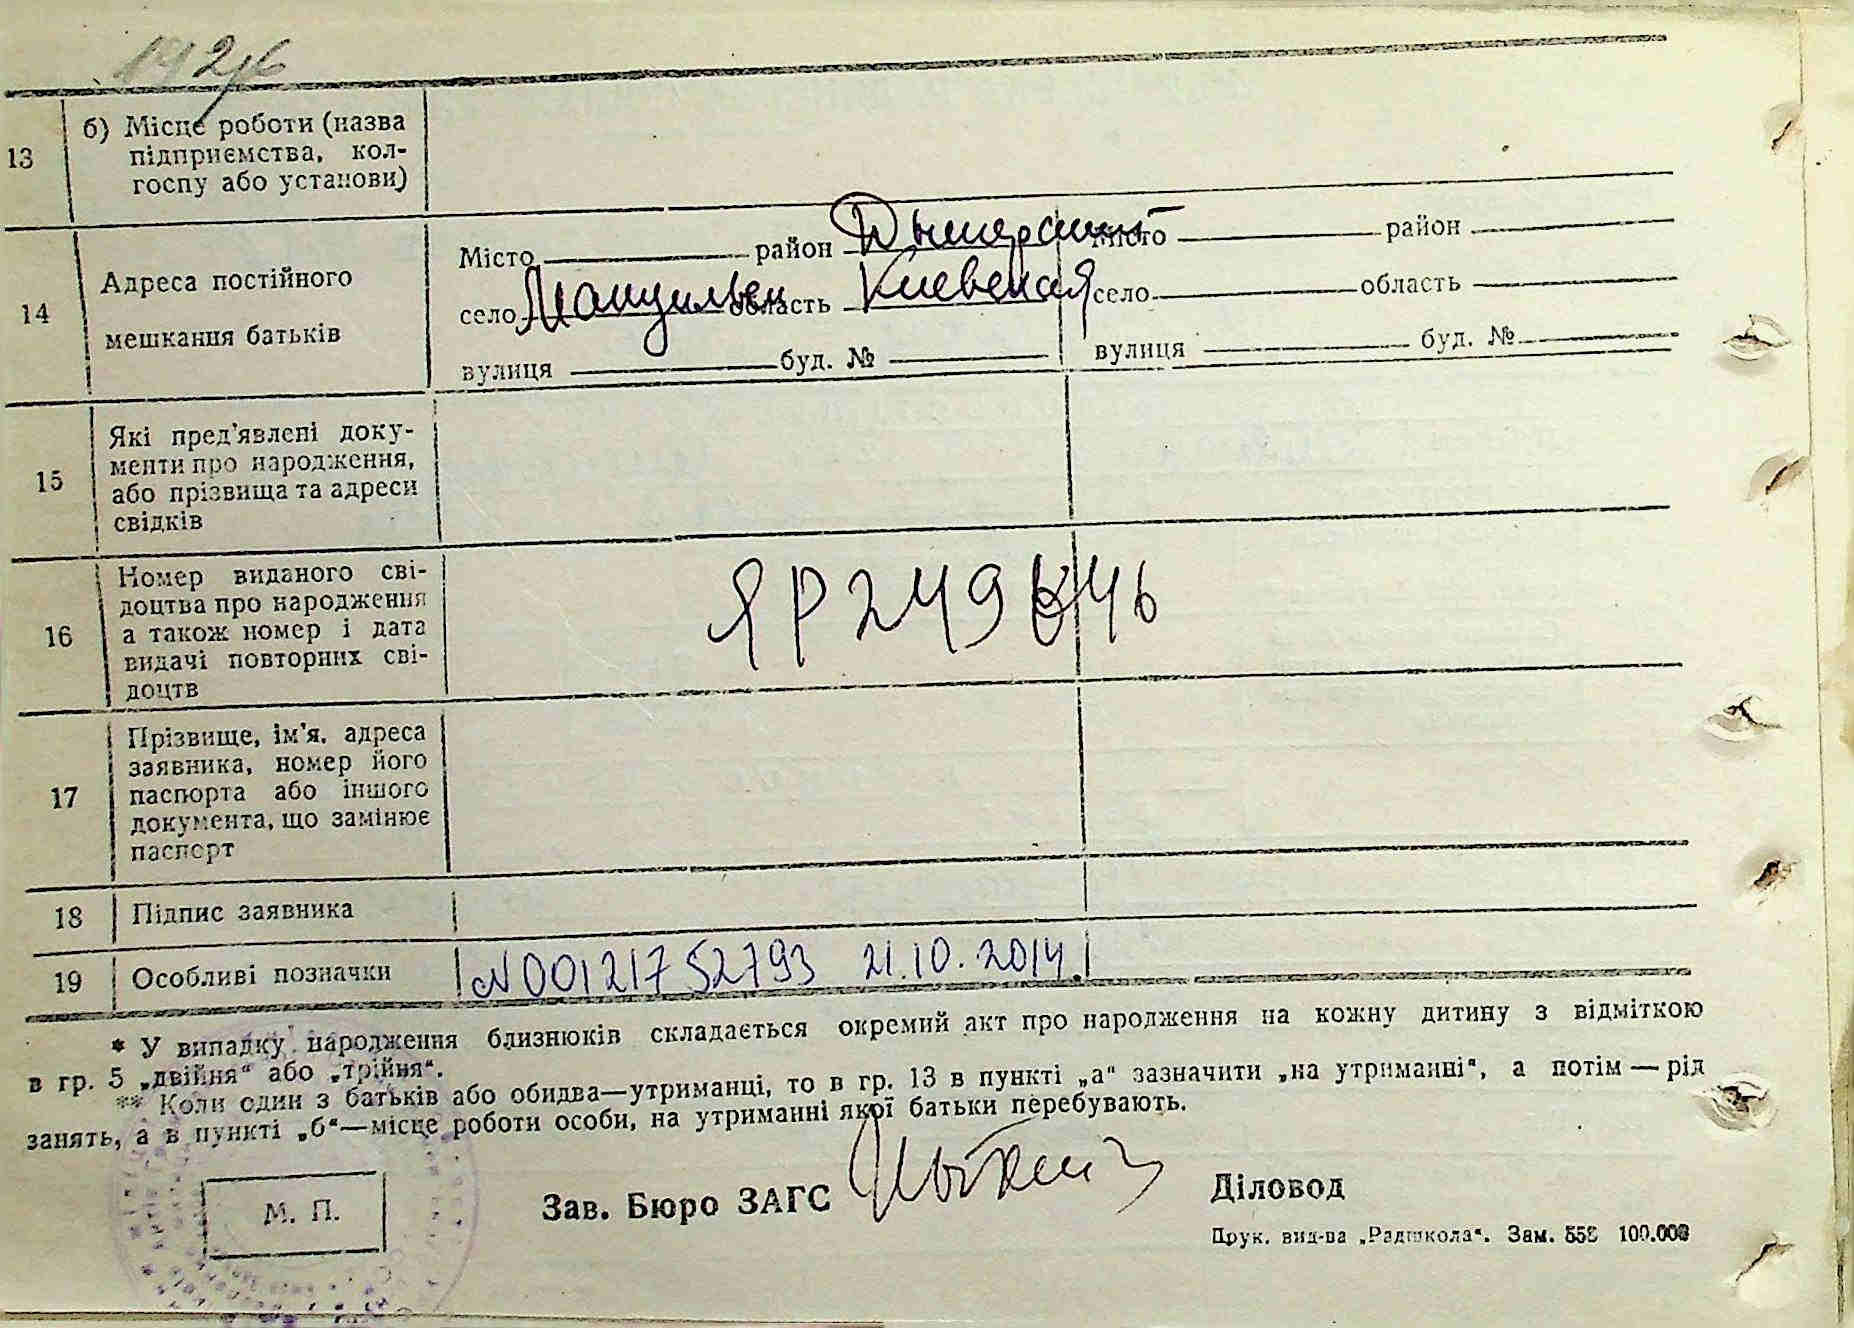 1926
13 б) Місце роботи (назва
підприємства, кол-
госпу або установи)
14 Адреса постійного
мешкання батьків
Місто район Дымерский Місто район
село область Киевская село область
вулиця буд. № вулиця буд. №
15 Які пред'явлені доку-
менти про народження,
або прізвища та адреси
свідків
16 Номер виданого сві-
доцтва про народження
а також номер і дата
видачі повторних сві-
доцтв
ЯР249
17 Прізвище, ім'я, адреса
заявника, номер його
паспорта або іншого
документа, що замінює
паспорт
18 Підпис заявника
19 Особливі позначки N00121752793 21.10.2014.
* У випадку народження близнюків складається окремий акт про народження на кожну дитину з відміткою
в гр. 5 „двійня“ або „трійня“.
** Коли один з батьків або обидва—утриманці, то в гр. 13 в пункті „а“ зазначити „на утриманні“, а потім — рід
занять, а в пункті „б“—місце роботи особи, на утриманні якої батьки перебувають.
М. П.
Зав. Бюро ЗАГС
Діловод
Друк. вид-ва „Радшкола“. Зам. 558 100.000